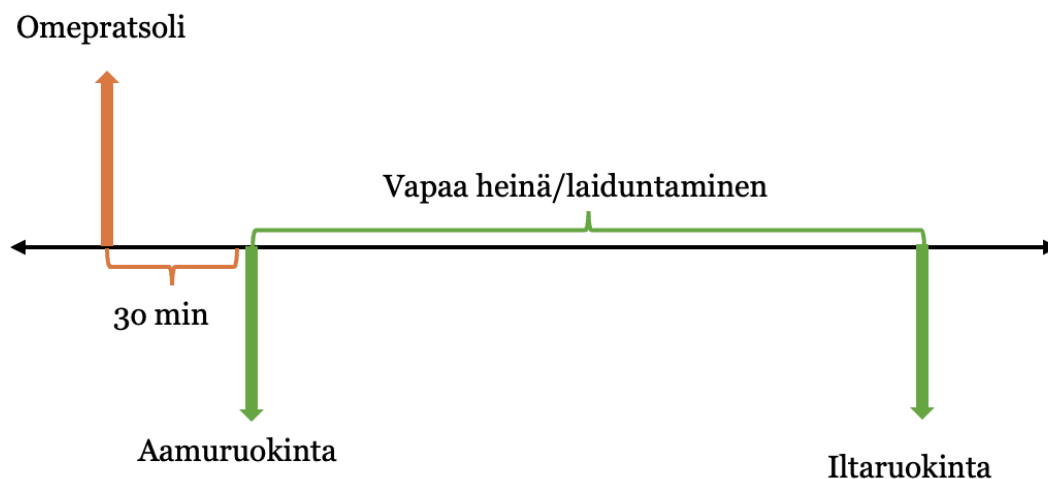 Omepratsoli
Vapaa heinä/laiduntaminen
30 min
Aamuruokinta
Iltaruokinta